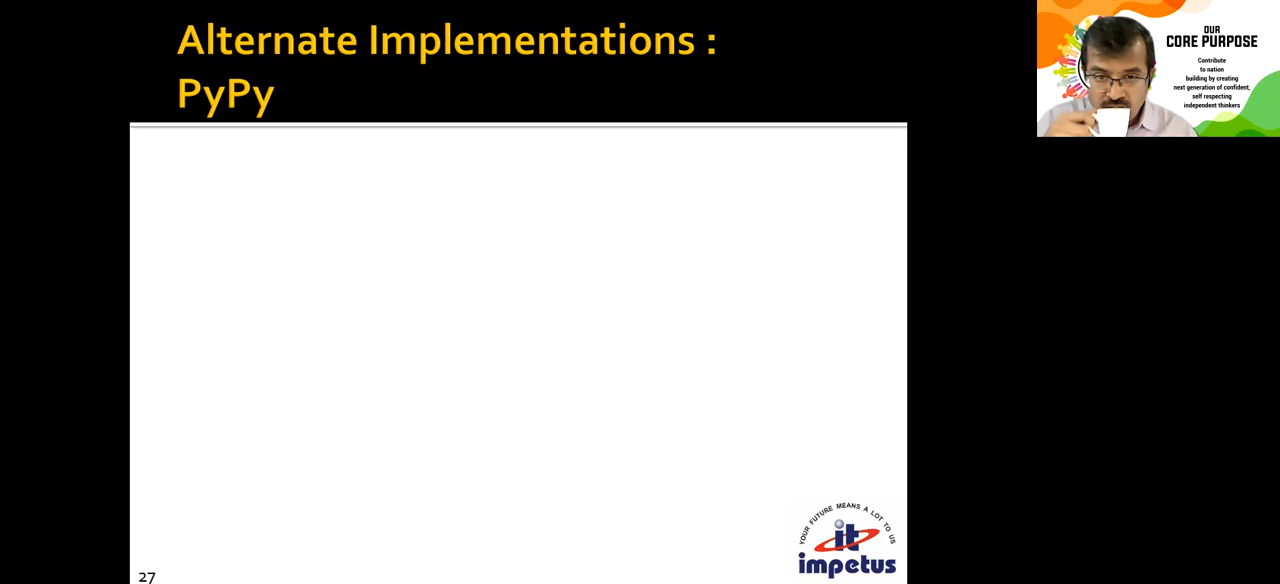 Alternate Implementations :
PyPy
OUR
CORE PURPOSE
Contribute
to nation
building by creating
next generation of confident,
self respecting
independent thinkers
YOUR FUTURE MEANS A LOT TO US
it
impetus
27